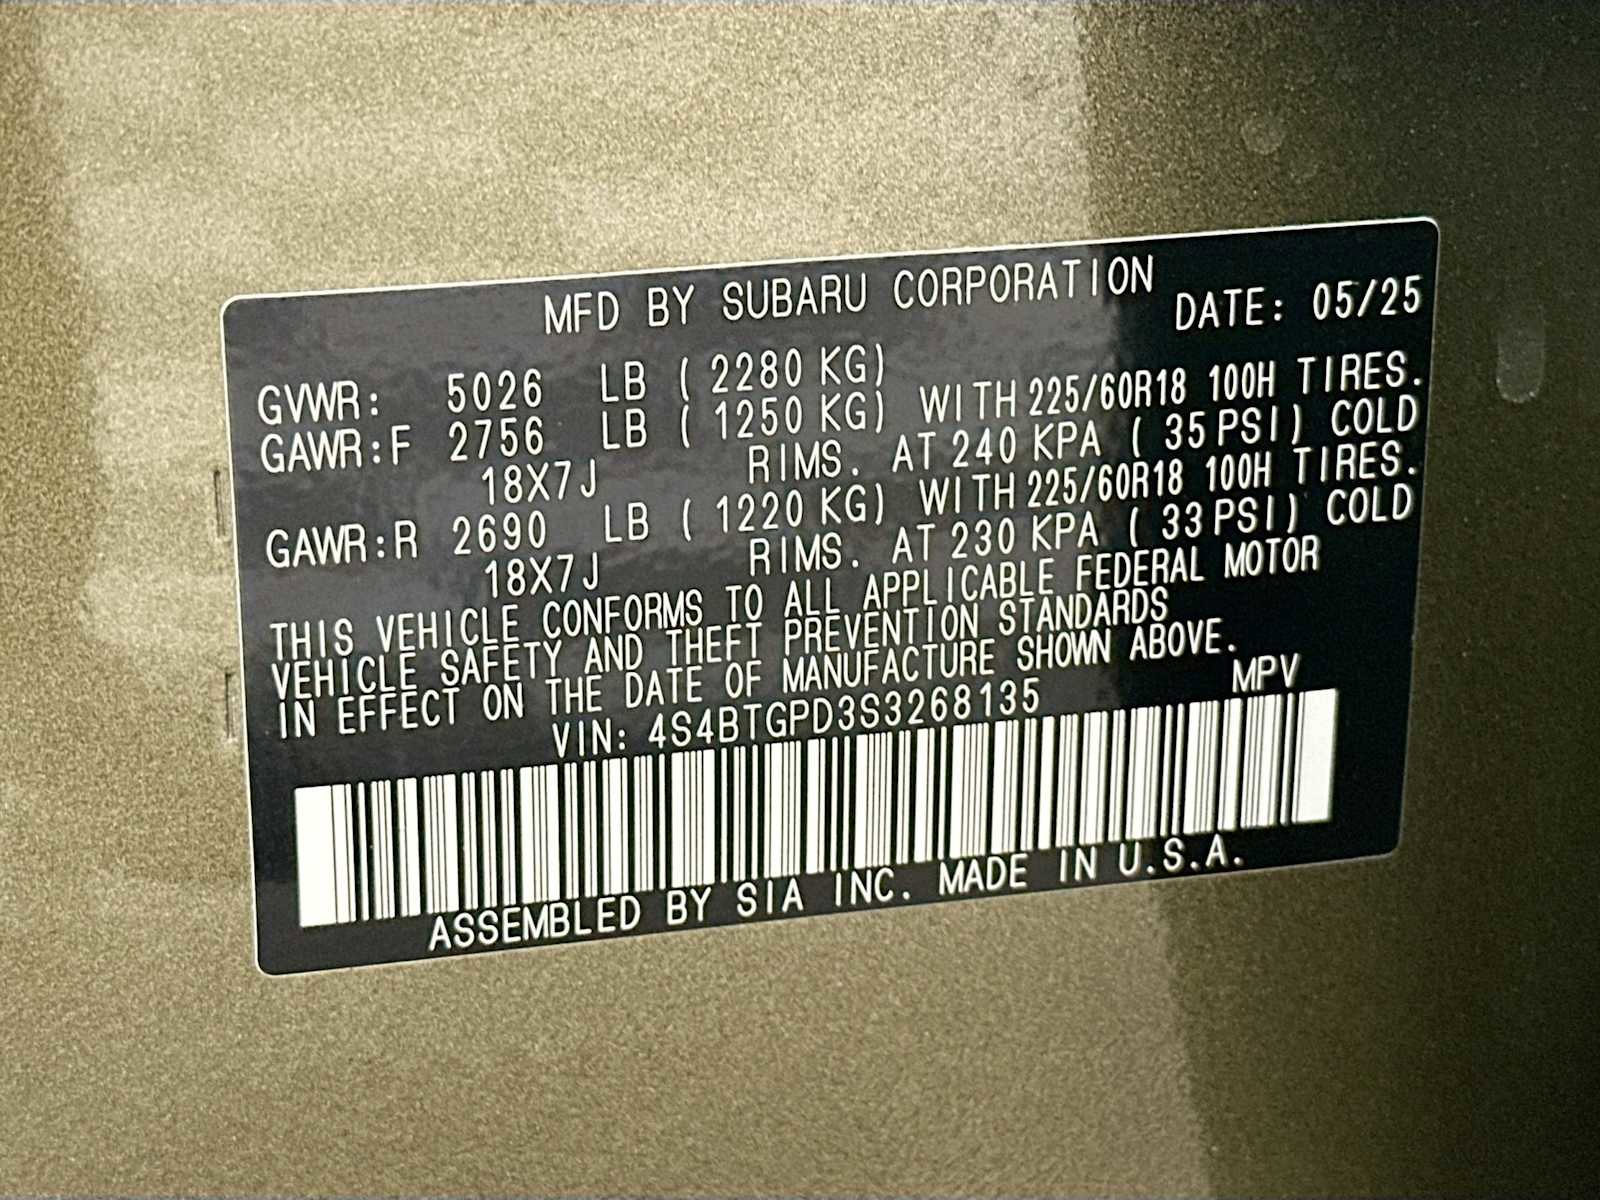 MFD BY SUBARU CORPORATION DATE: 05/25
GVWR: 5026 LB ( 2280 KG)
GAWR:F 2756 LB ( 1250 KG) WITH 225/60R18 100H TIRES.
18X7J RIMS. AT 240 KPA ( 35 PSI) COLD
GAWR:R 2690 LB ( 1220 KG) WITH 225/60R18 100H TIRES.
18X7J RIMS. AT 230 KPA ( 33 PSI) COLD
THIS VEHICLE CONFORMS TO ALL APPLICABLE FEDERAL MOTOR
VEHICLE SAFETY AND THEFT PREVENTION STANDARDS
IN EFFECT ON THE DATE OF MANUFACTURE SHOWN ABOVE.
VIN: 4S4BTGPD3S3268135 MPV
ASSEMBLED BY SIA INC. MADE IN U.S.A.